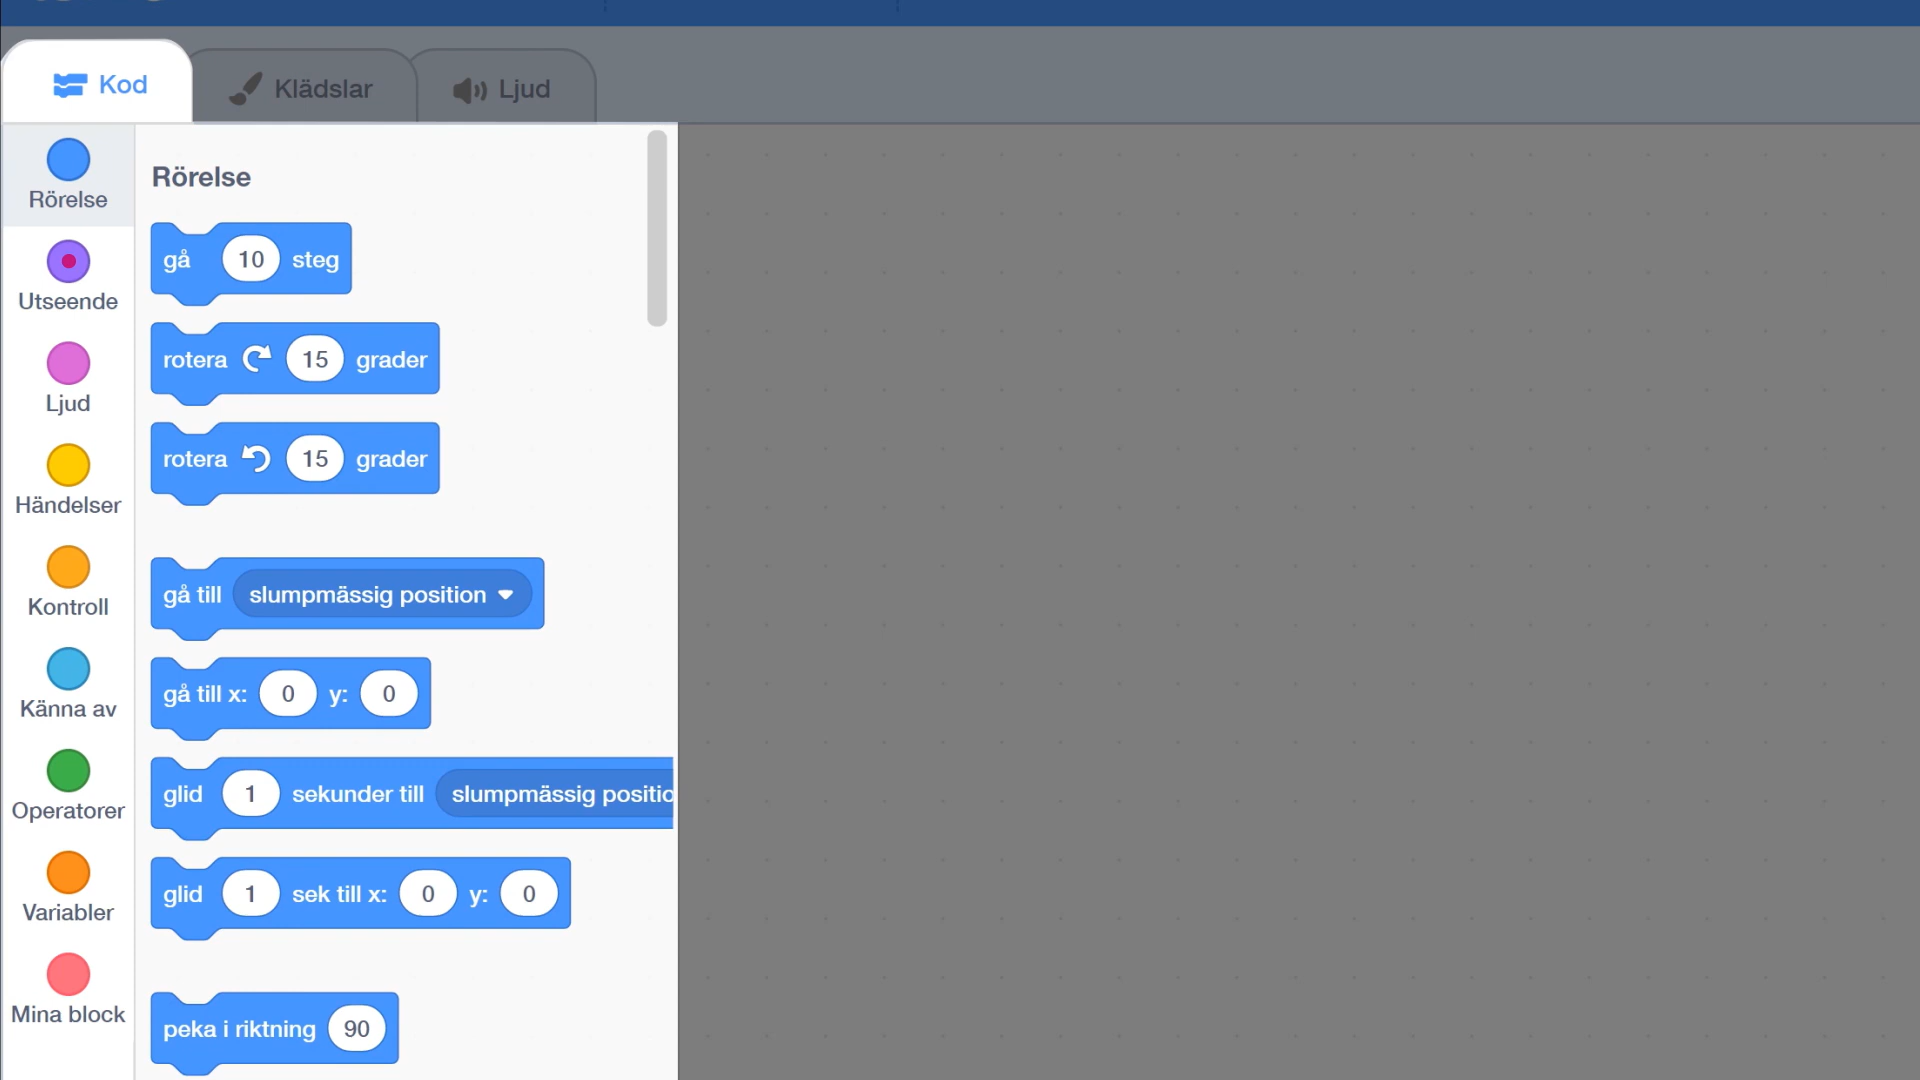 Kod
Klädslar
Ljud
Rörelse
Utseende
Ljud
Händelser
Kontroll
Känna av
Operatorer
Variabler
Mina block
Rörelse
gå 10 steg
rotera 15 grader
rotera 15 grader
gå till slumpmässig position
gå till x: 0 y: 0
glid 1 sekunder till slumpmässig positio
glid 1 sek till x: 0 y: 0
peka i riktning 90